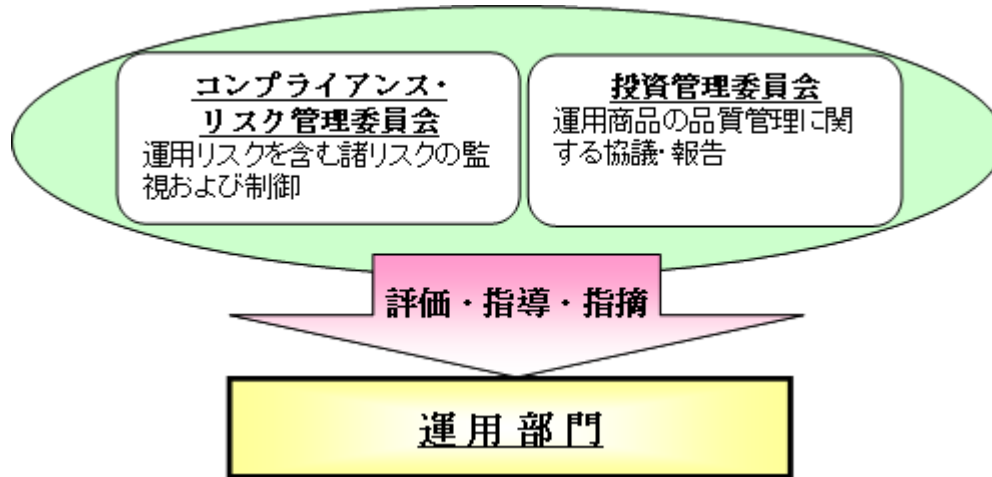 コンプライアンス・
リスク管理委員会
運用リスクを含む諸リスクの監
視および制御
投資管理委員会
運用商品の品質管理に関
する協議・報告
評価・指導・指摘
運用部門